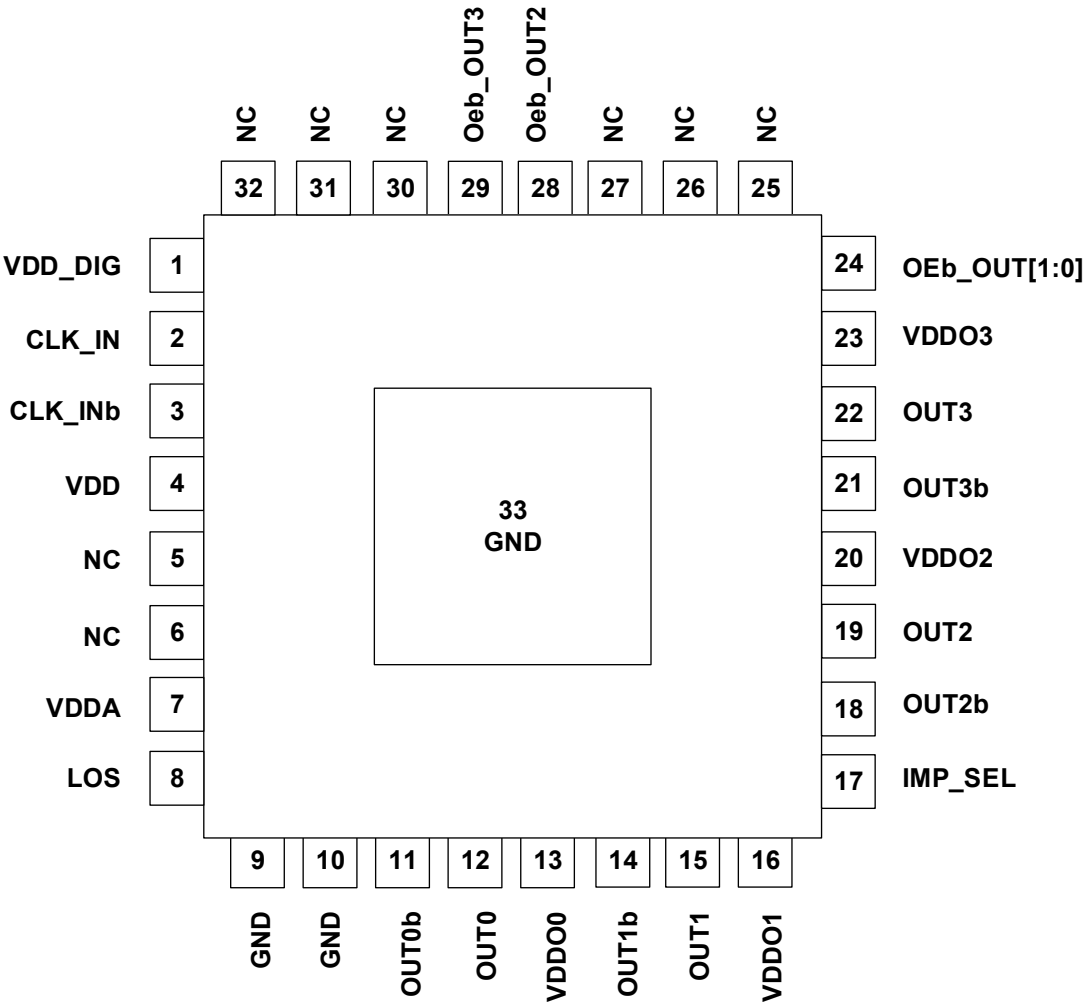 Oeb_OUT3
Oeb_OUT2
NC
NC
NC
NC
NC
NC
32
31
30
29
28
27
26
25
VDD_DIG
1
CLK_IN
2
CLK_INb
3
VDD
4
NC
5
NC
6
VDDA
7
LOS
8
33
GND
24
OEb_OUT[1:0]
23
VDDO3
22
OUT3
21
OUT3b
20
VDDO2
19
OUT2
18
OUT2b
17
IMP_SEL
9
10
11
12
13
14
15
16
GND
GND
OUT0b
OUT0
VDDO0
OUT1b
OUT1
VDDO1